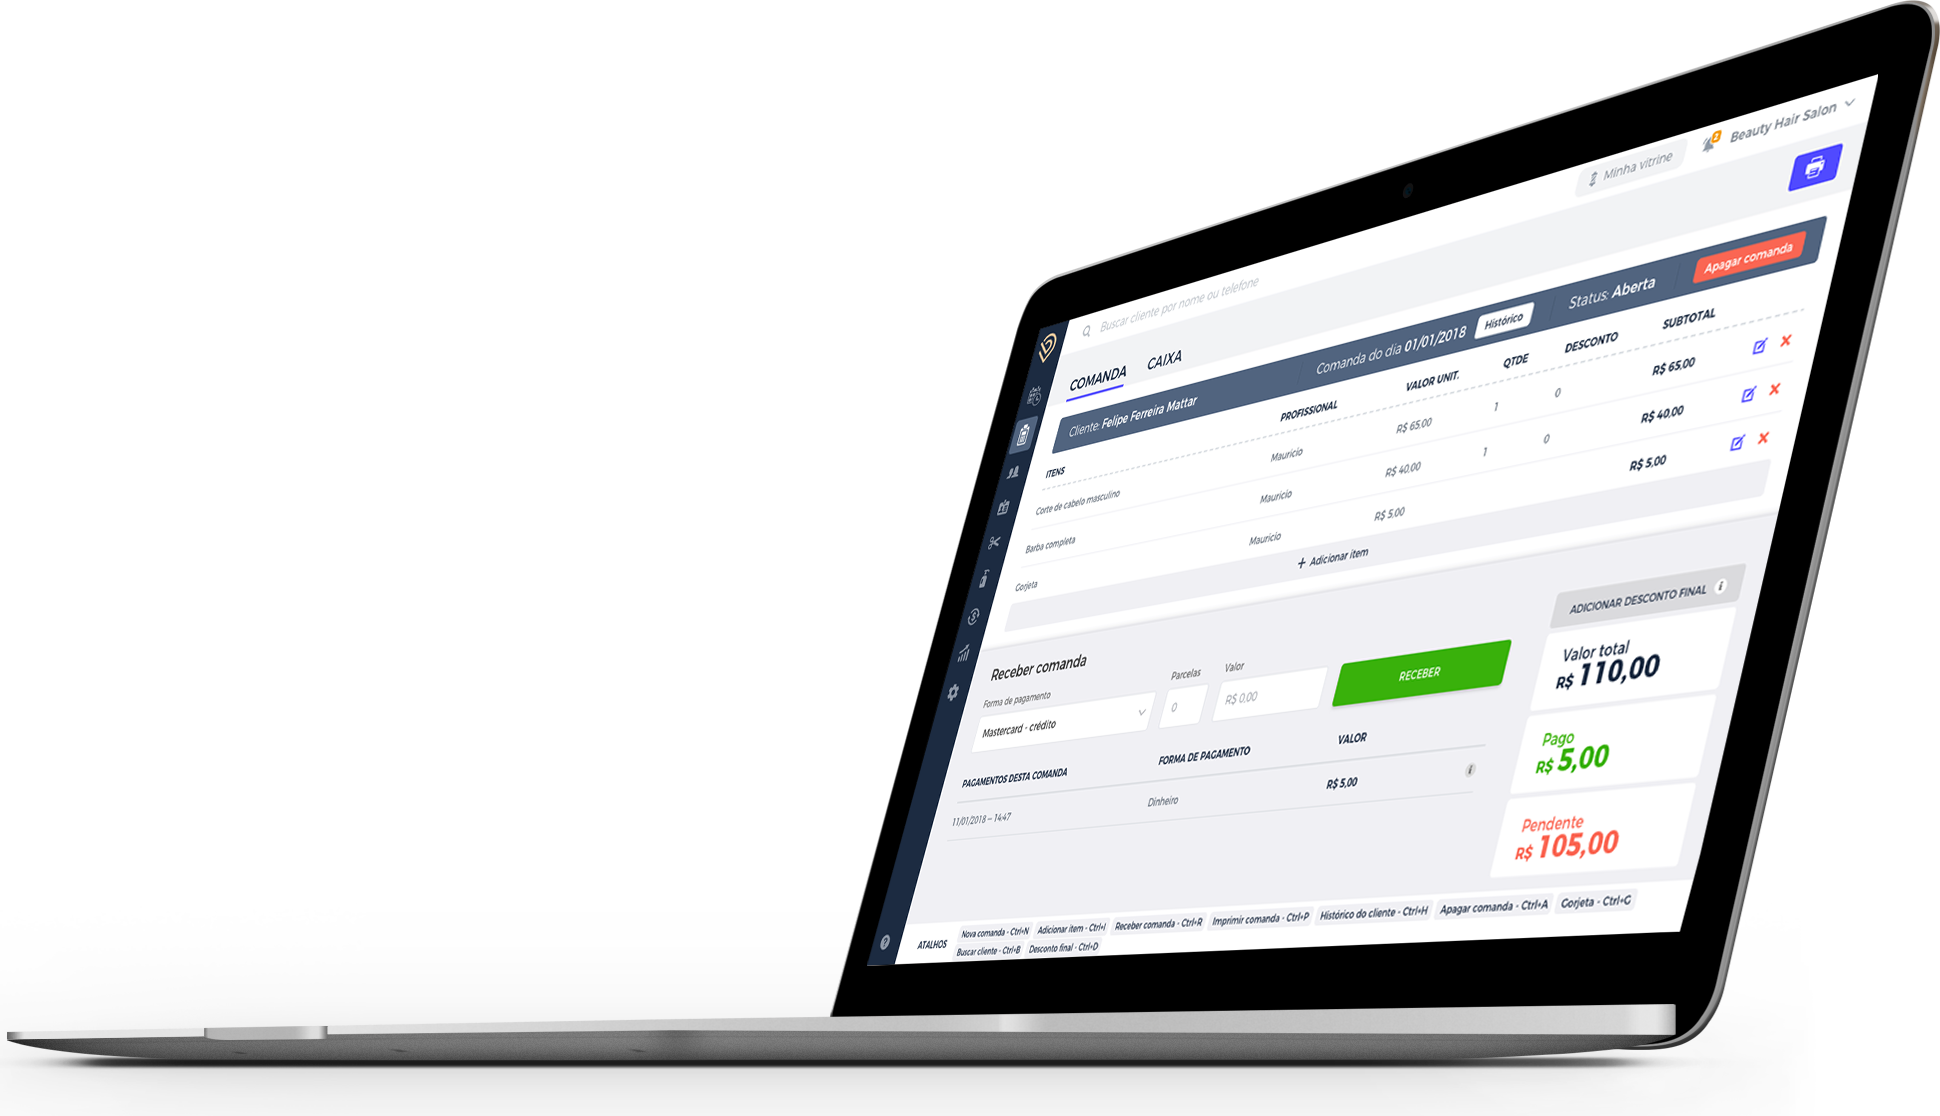 Buscar cliente por nome ou telefone
Minha vitrine
2
Beauty Hair Salon
COMANDA CAIXA
Cliente: Felipe Ferreira Mattar Comanda do dia 01/01/2018 Histórico Status: Aberta Apagar comanda
ITENS PROFISSIONAL VALOR UNIT. QTDE DESCONTO SUBTOTAL
Corte de cabelo masculino Mauricio R$ 65,00 1 0 R$ 65,00
Barba completa Mauricio R$ 40,00 1 0 R$ 40,00
Gorjeta Mauricio R$ 5,00 R$ 5,00
+ Adicionar item
Receber comanda
Forma de pagamento Parcelas Valor
Mastercard - crédito 0 R$ 0,00 RECEBER
PAGAMENTOS DESTA COMANDA FORMA DE PAGAMENTO VALOR
11/01/2018 – 14:47 Dinheiro R$ 5,00 i
ADICIONAR DESCONTO FINAL i
Valor total
R$ 110,00
Pago
R$ 5,00
Pendente
R$ 105,00
ATALHOS
Nova comanda - Ctrl+N Adicionar item - Ctrl+I Receber comanda - Ctrl+R Imprimir comanda - Ctrl+P Histórico do cliente - Ctrl+H Apagar comanda - Ctrl+A Gorjeta - Ctrl+G
Buscar cliente - Ctrl+B Desconto final - Ctrl+D
?